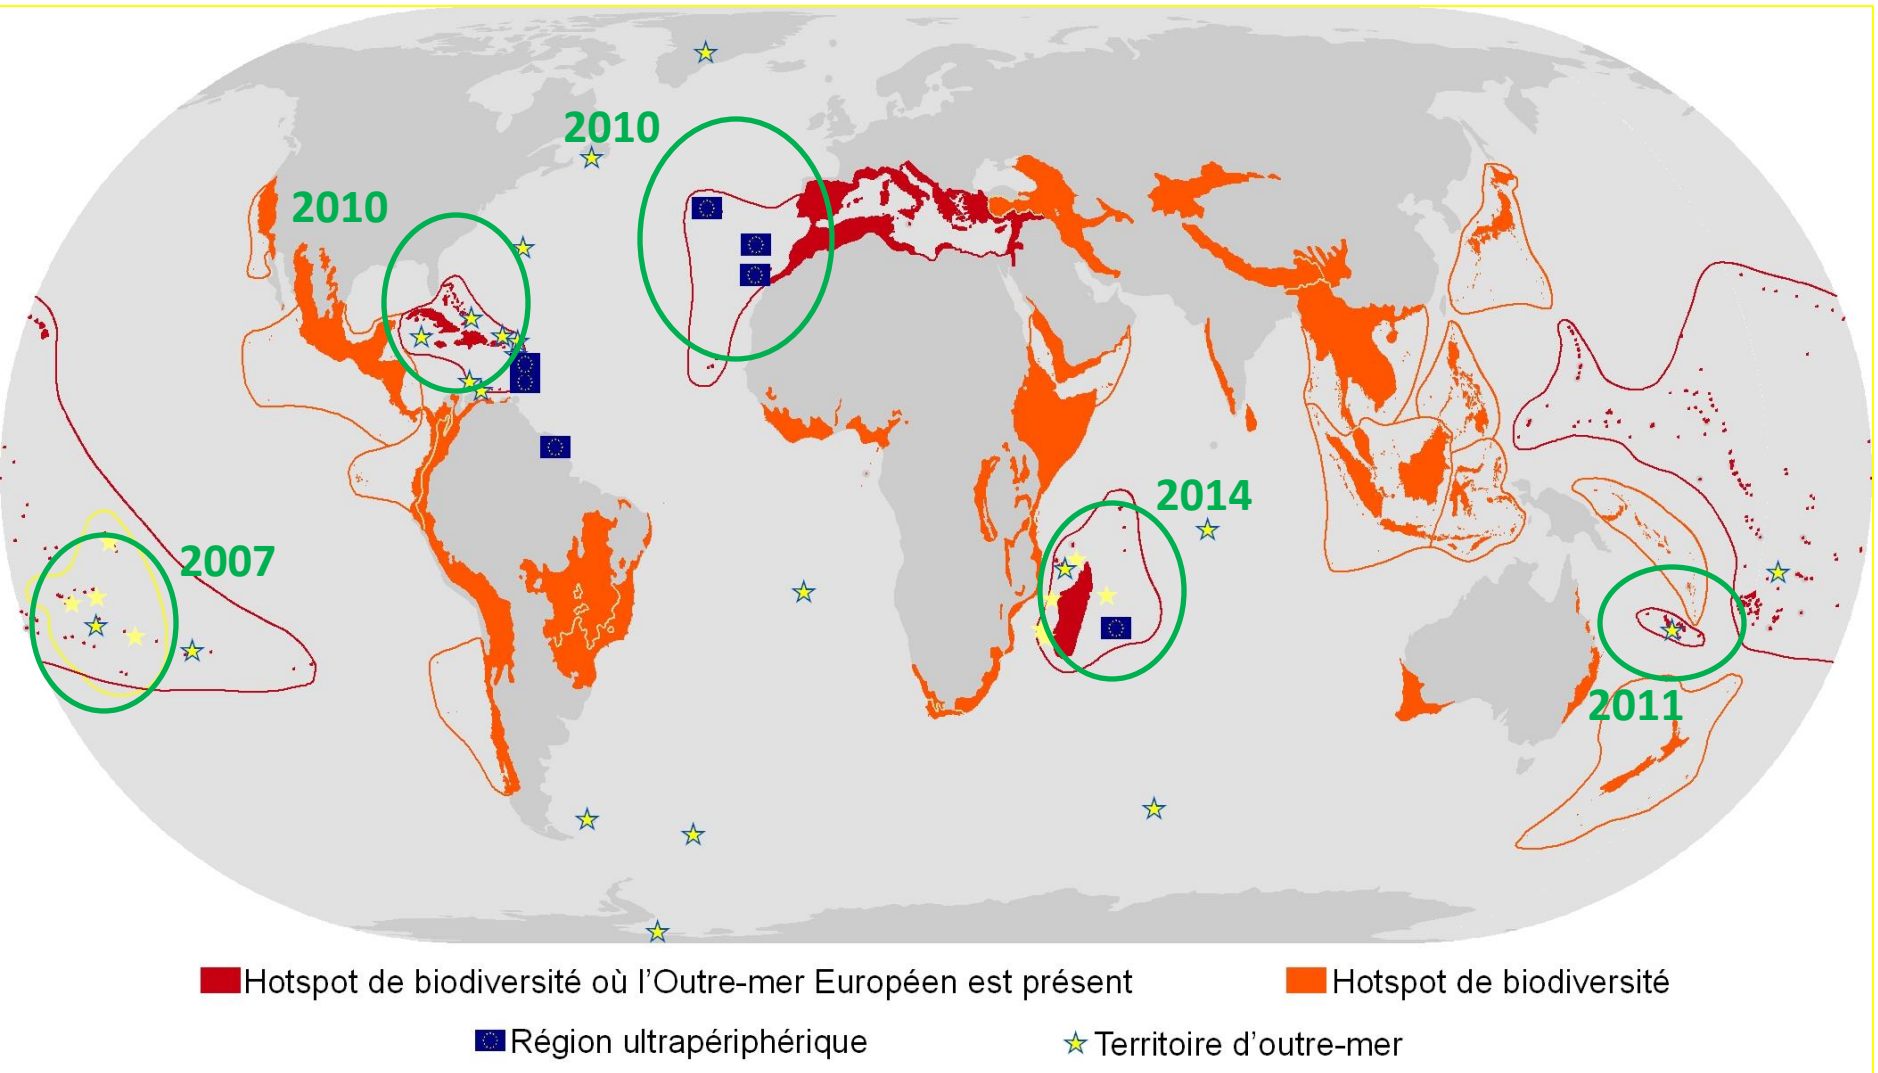 2010
2010
2014
2007
2011
Hotspot de biodiversité où l'Outre-mer Européen est présent
Hotspot de biodiversité
Région ultrapériphérique
Territoire d'outre-mer